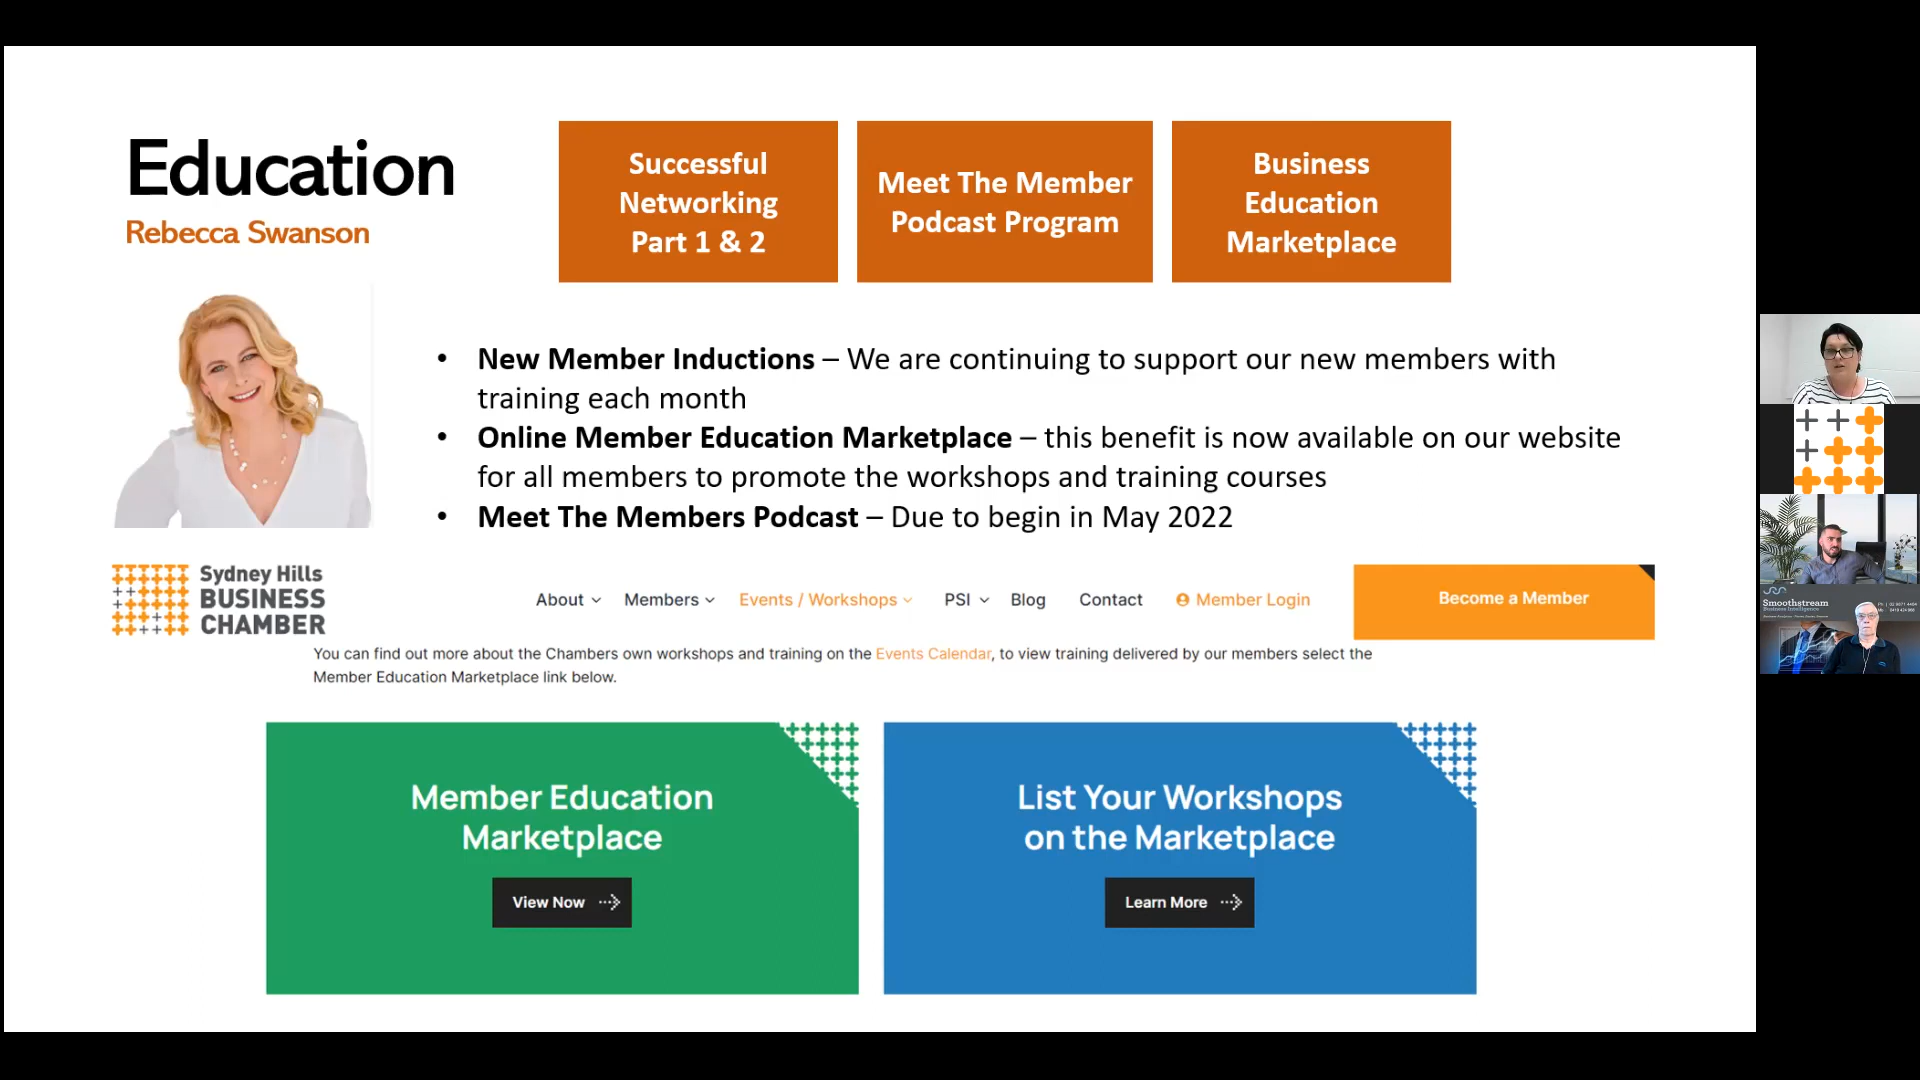 Education
Rebecca Swanson
Successful
Networking
Part 1 & 2
Meet The Member
Podcast Program
Business
Education
Marketplace
• New Member Inductions – We are continuing to support our new members with
training each month
• Online Member Education Marketplace – this benefit is now available on our website
for all members to promote the workshops and training courses
• Meet The Members Podcast – Due to begin in May 2022
Sydney Hills
BUSINESS
CHAMBER
About Members Events / Workshops PSI Blog Contact Member Login Become a Member
You can find out more about the Chambers own workshops and training on the Events Calendar, to view training delivered by our members select the
Member Education Marketplace link below.
Member Education
Marketplace
View Now
List Your Workshops
on the Marketplace
Learn More
Smoothstream
Business Intelligence